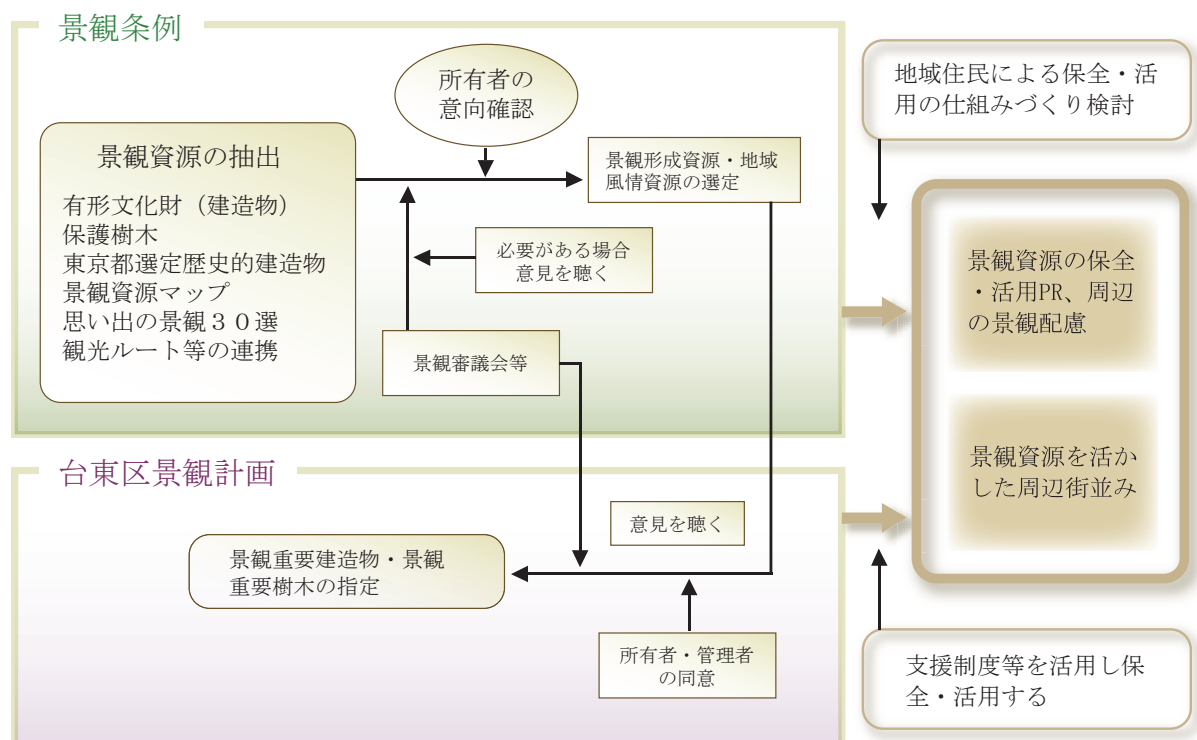 景観条例
所有者の
意向確認
景観資源の抽出
有形文化財（建造物）
保護樹木
東京都選定歴史的建造物
景観資源マップ
思い出の景観３０選
観光ルート等の連携
景観形成資源・地域
風情資源の選定
必要がある場合
意見を聴く
景観審議会等
台東区景観計画
意見を聴く
景観重要建造物・景観
重要樹木の指定
所有者・管理者
の同意
地域住民による保全・活
用の仕組みづくり検討
景観資源の保全
・活用PR、周辺
の景観配慮
景観資源を活か
した周辺街並み
支援制度等を活用し保
全・活用する